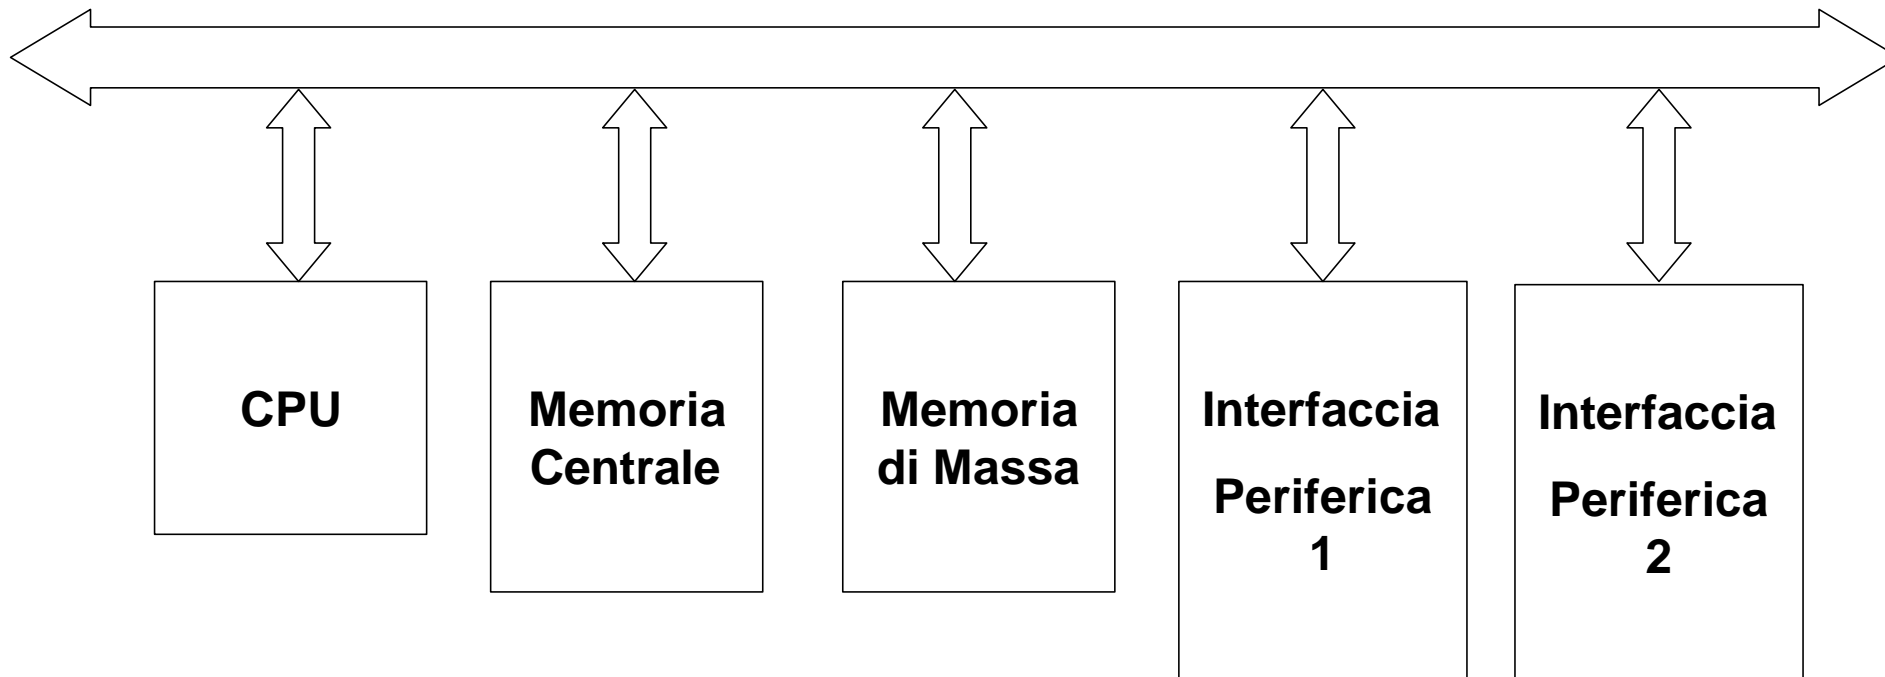 CPU
Memoria
Centrale
Memoria
di Massa
Interfaccia
Periferica
1
Interfaccia
Periferica
2